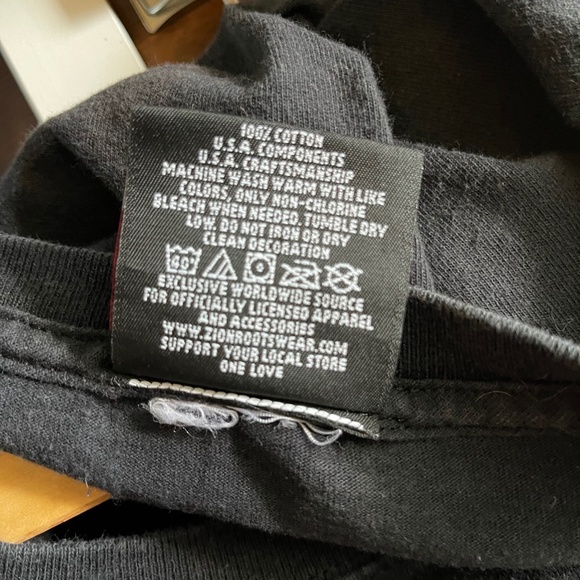 100% COTTON
U.S.A. COMPONENTS
U.S.A. CRAFTSMANSHIP
MACHINE WASH WARM WITH LIKE
COLORS, ONLY NON-CHLORINE
BLEACH WHEN NEEDED, TUMBLE DRY
LOW, DO NOT IRON OR DRY
CLEAN DECORATION
60°
EXCLUSIVE WORLDWIDE SOURCE
FOR OFFICIALLY LICENSED APPAREL
AND ACCESSORIES
WWW.ZIONROOTSWEAR.COM
SUPPORT YOUR LOCAL STORE
ONE LOVE